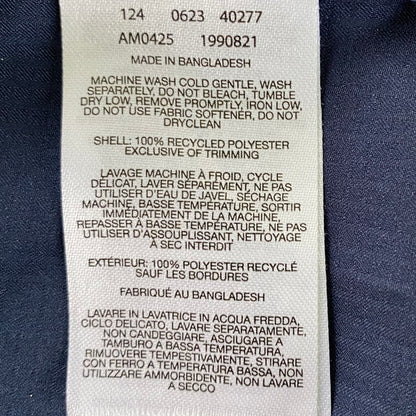 124 0623 40277
AM0425 1990821
MADE IN BANGLADESH
MACHINE WASH COLD GENTLE, WASH
SEPARATELY, DO NOT BLEACH, TUMBLE
DRY LOW, REMOVE PROMPTLY, IRON LOW,
DO NOT USE FABRIC SOFTENER, DO NOT
DRYCLEAN
SHELL: 100% RECYCLED POLYESTER
EXCLUSIVE OF TRIMMING
LAVAGE MACHINE À FROID, CYCLE
DÉLICAT, LAVER SÉPARÉMENT, NE PAS
UTILISER D'EAU DE JAVEL, SÉCHAGE
MACHINE, BASSE TEMPÉRATURE, SORTIR
IMMÉDIATEMENT DE LA MACHINE,
REPASSER À BASSE TEMPÉRATURE, NE PAS
UTILISER D'ASSOUPLISSANT, NETTOYAGE
À SEC INTERDIT
EXTÉRIEUR: 100% POLYESTER RECYCLÉ
SAUF LES BORDURES
FABRIQUÉ AU BANGLADESH
LAVARE IN LAVATRICE IN ACQUA FREDDA,
CICLO DELICATO, LAVARE SEPARATAMENTE,
NON CANDEGGIARE, ASCIUGARE A
TAMBURO A BASSA TEMPERATURA,
RIMUOVERE TEMPESTIVAMENTE, STIRARE
CON FERRO A TEMPERATURA BASSA, NON
UTILIZZARE AMMORBIDENTE, NON LAVARE
A SECCO